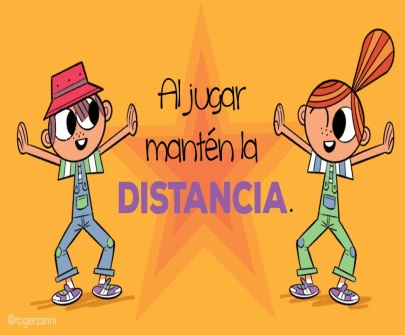 Al jugar
mantén la
DISTANCIA.
@rogerzanni